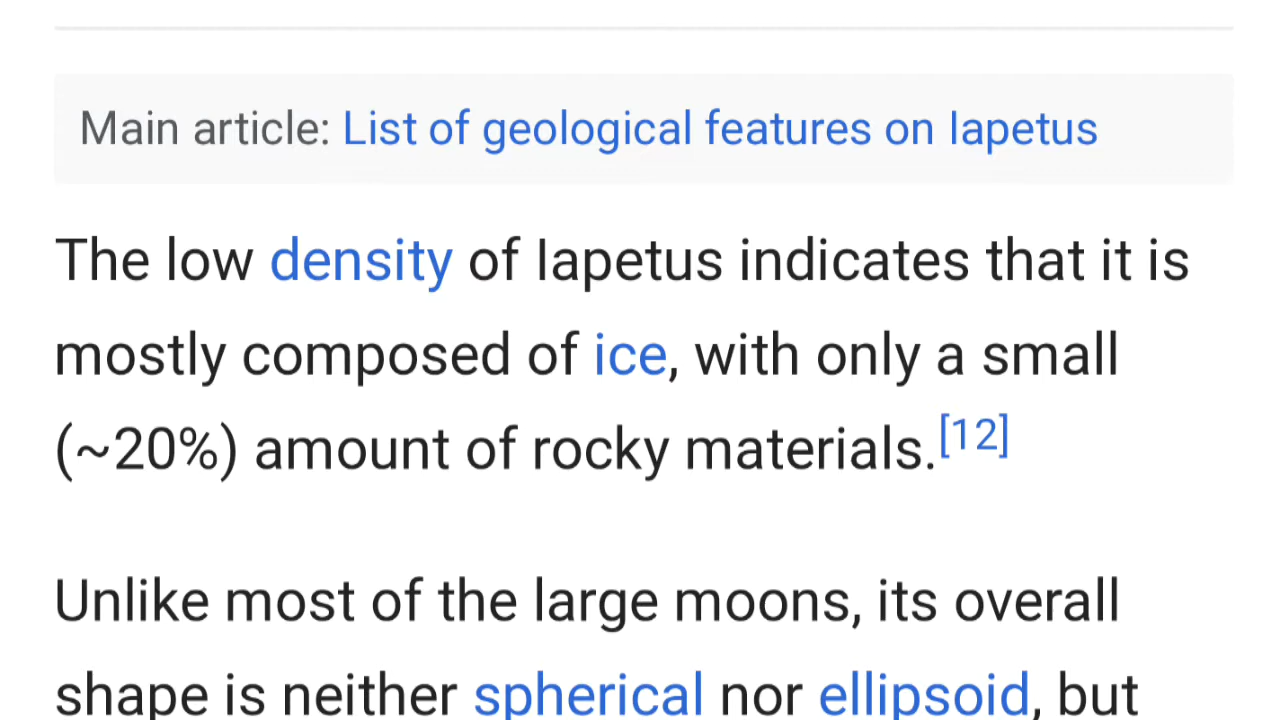 Main article: List of geological features on Iapetus
The low density of Iapetus indicates that it is
mostly composed of ice, with only a small
(~20%) amount of rocky materials.[12]
Unlike most of the large moons, its overall
shape is neither spherical nor ellipsoid, but